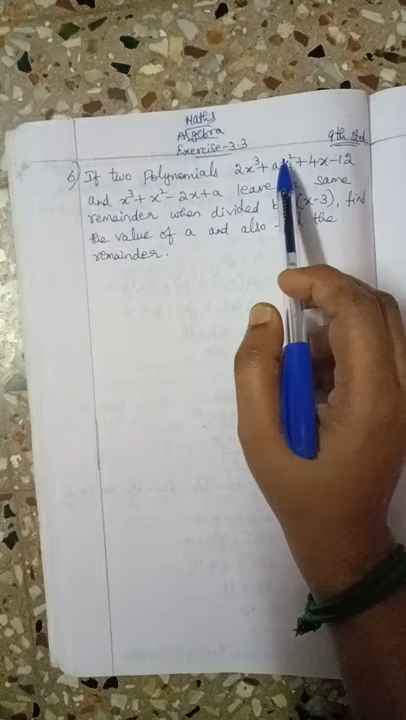 Maths
Algebra
Exercise-3.3
9th std
6) If two Polynomials 2x³+a x²+4x-12
and x³+x²-2x+a leave same
remainder when divided (x-3), find
the value of a and also the
remainder.